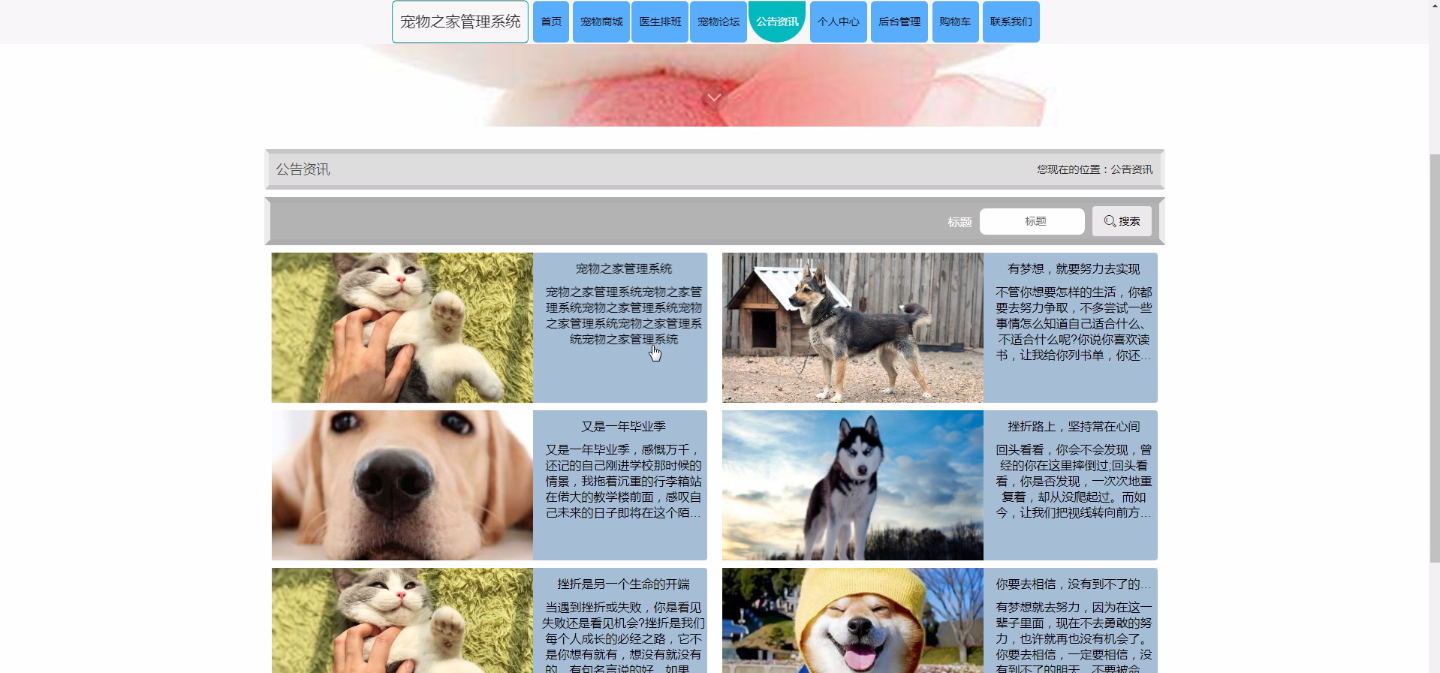 宠物之家管理系统 首页 宠物商城 医生排班 宠物论坛 公告资讯 个人中心 后台管理 购物车 联系我们
公告资讯
您现在的位置：公告资讯
标题 标题 搜索
宠物之家管理系统
宠物之家管理系统宠物之家管
理系统宠物之家管理系统宠物
之家管理系统宠物之家管理系
统宠物之家管理系统
有梦想，就要努力去实现
不管你想要怎样的生活，你都
要去努力争取，不多尝试一些
事情怎么知道自己适合什么、
不适合什么呢?你说你喜欢读
书，让我给你列书单，你还...
又是一年毕业季
又是一年毕业季，感慨万千，
还记的自己刚进学校那时候的
情景，我拖着沉重的行李箱站
在偌大的教学楼前面，感叹自
己未来的日子即将在这个陌...
挫折路上，坚持常在心间
回头看看，你会不会发现，曾
经的你在这里摔倒过;回头看
看，你是否发现，一次次地重
复着，却从没爬起过。而如
今，让我们把视线转向前方...
挫折是另一个生命的开端
当遇到挫折或失败，你是看见
失败还是看见机会?挫折是我们
每个人成长的必经之路，它不
是你想有就有，想没有就没有
的。有句名言说的好，如果
你要去相信，没有到不了的...
有梦想就去努力，因为在这一
辈子里面，现在不去勇敢的努
力，也许就再也没有机会了。
你要去相信，一定要相信，没
有到不了的明天。不要被命